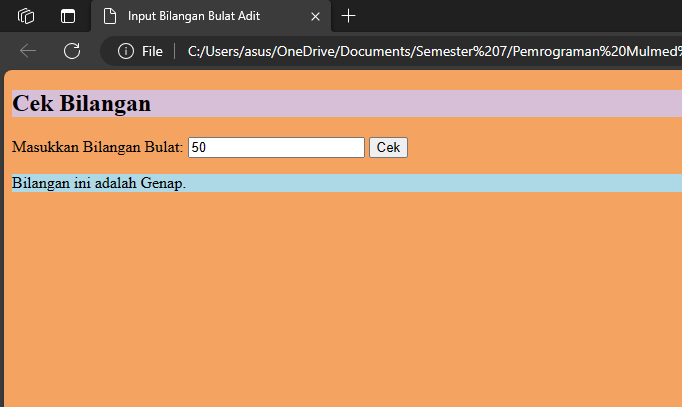 Input Bilangan Bulat Adit
File
C:/Users/asus/OneDrive/Documents/Semester%207/Pemrograman%20Mulmed%
Cek Bilangan
Masukkan Bilangan Bulat: 50 Cek
Bilangan ini adalah Genap.